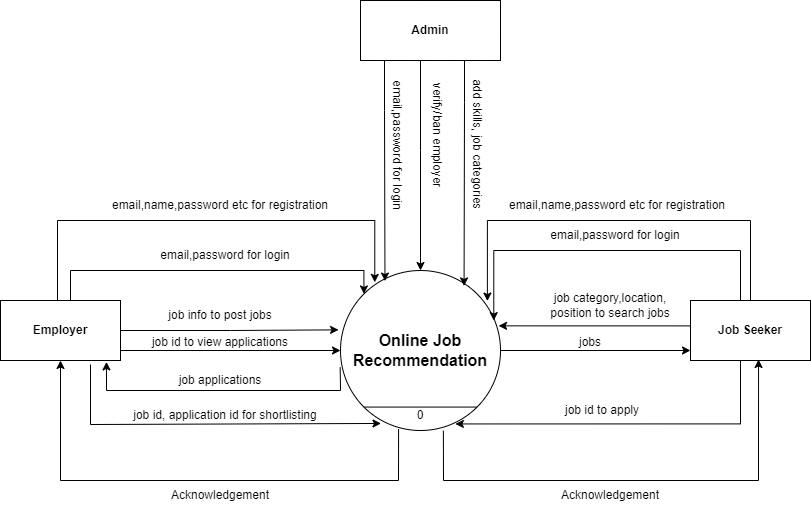 Admin
email,password for login
verify/ban employer
add skills, job categories
email,name,password etc for registration
email,name,password etc for registration
email,password for login
email,password for login
Employer
job info to post jobs
job id to view applications
job applications
job id, application id for shortlisting
Online Job
Recommendation
0
job category,location,
position to search jobs
jobs
job id to apply
Job Seeker
Acknowledgement
Acknowledgement